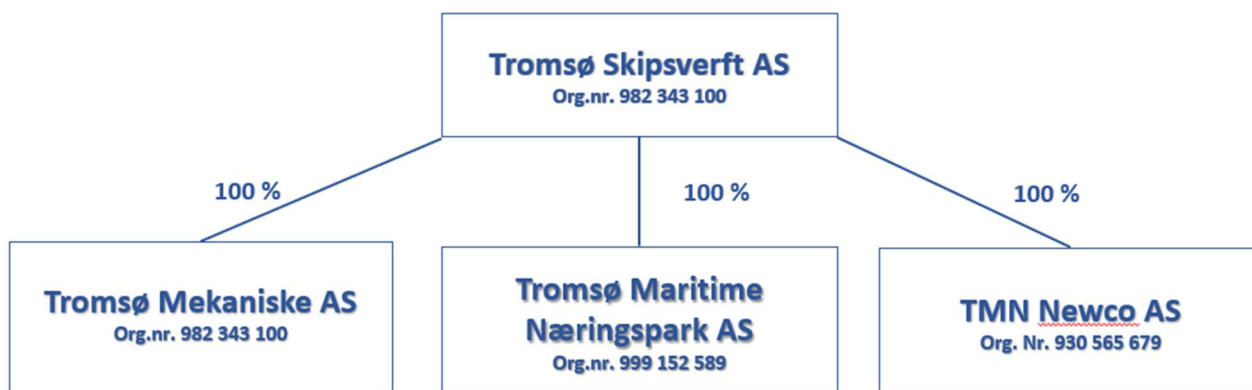 Tromsø Skipsverft AS
Org.nr. 982 343 100
100 %
100 %
100 %
Tromsø Mekaniske AS
Org.nr. 982 343 100
Tromsø Maritime
Næringspark AS
Org.nr. 999 152 589
TMN Newco AS
Org. Nr. 930 565 679